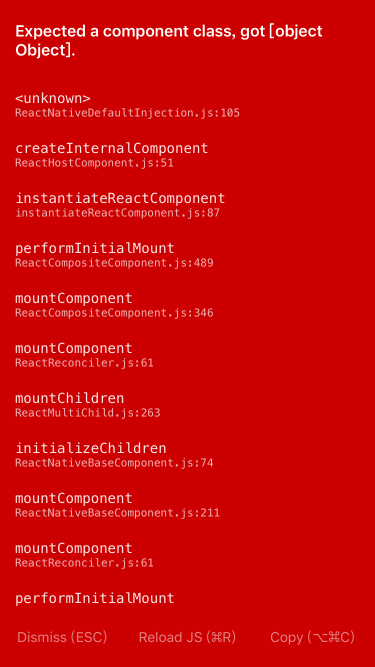 Expected a component class, got [object
Object].
<unknown>
ReactNativeDefaultInjection.js:105
createInternalComponent
ReactHostComponent.js:51
instantiateReactComponent
instantiateReactComponent.js:87
performInitialMount
ReactCompositeComponent.js:489
mountComponent
ReactCompositeComponent.js:346
mountComponent
ReactReconciler.js:61
mountChildren
ReactMultiChild.js:263
initializeChildren
ReactNativeBaseComponent.js:74
mountComponent
ReactNativeBaseComponent.js:211
mountComponent
ReactReconciler.js:61
performInitialMount
Dismiss (ESC) Reload JS (⌘R) Copy (⌥⌘C)